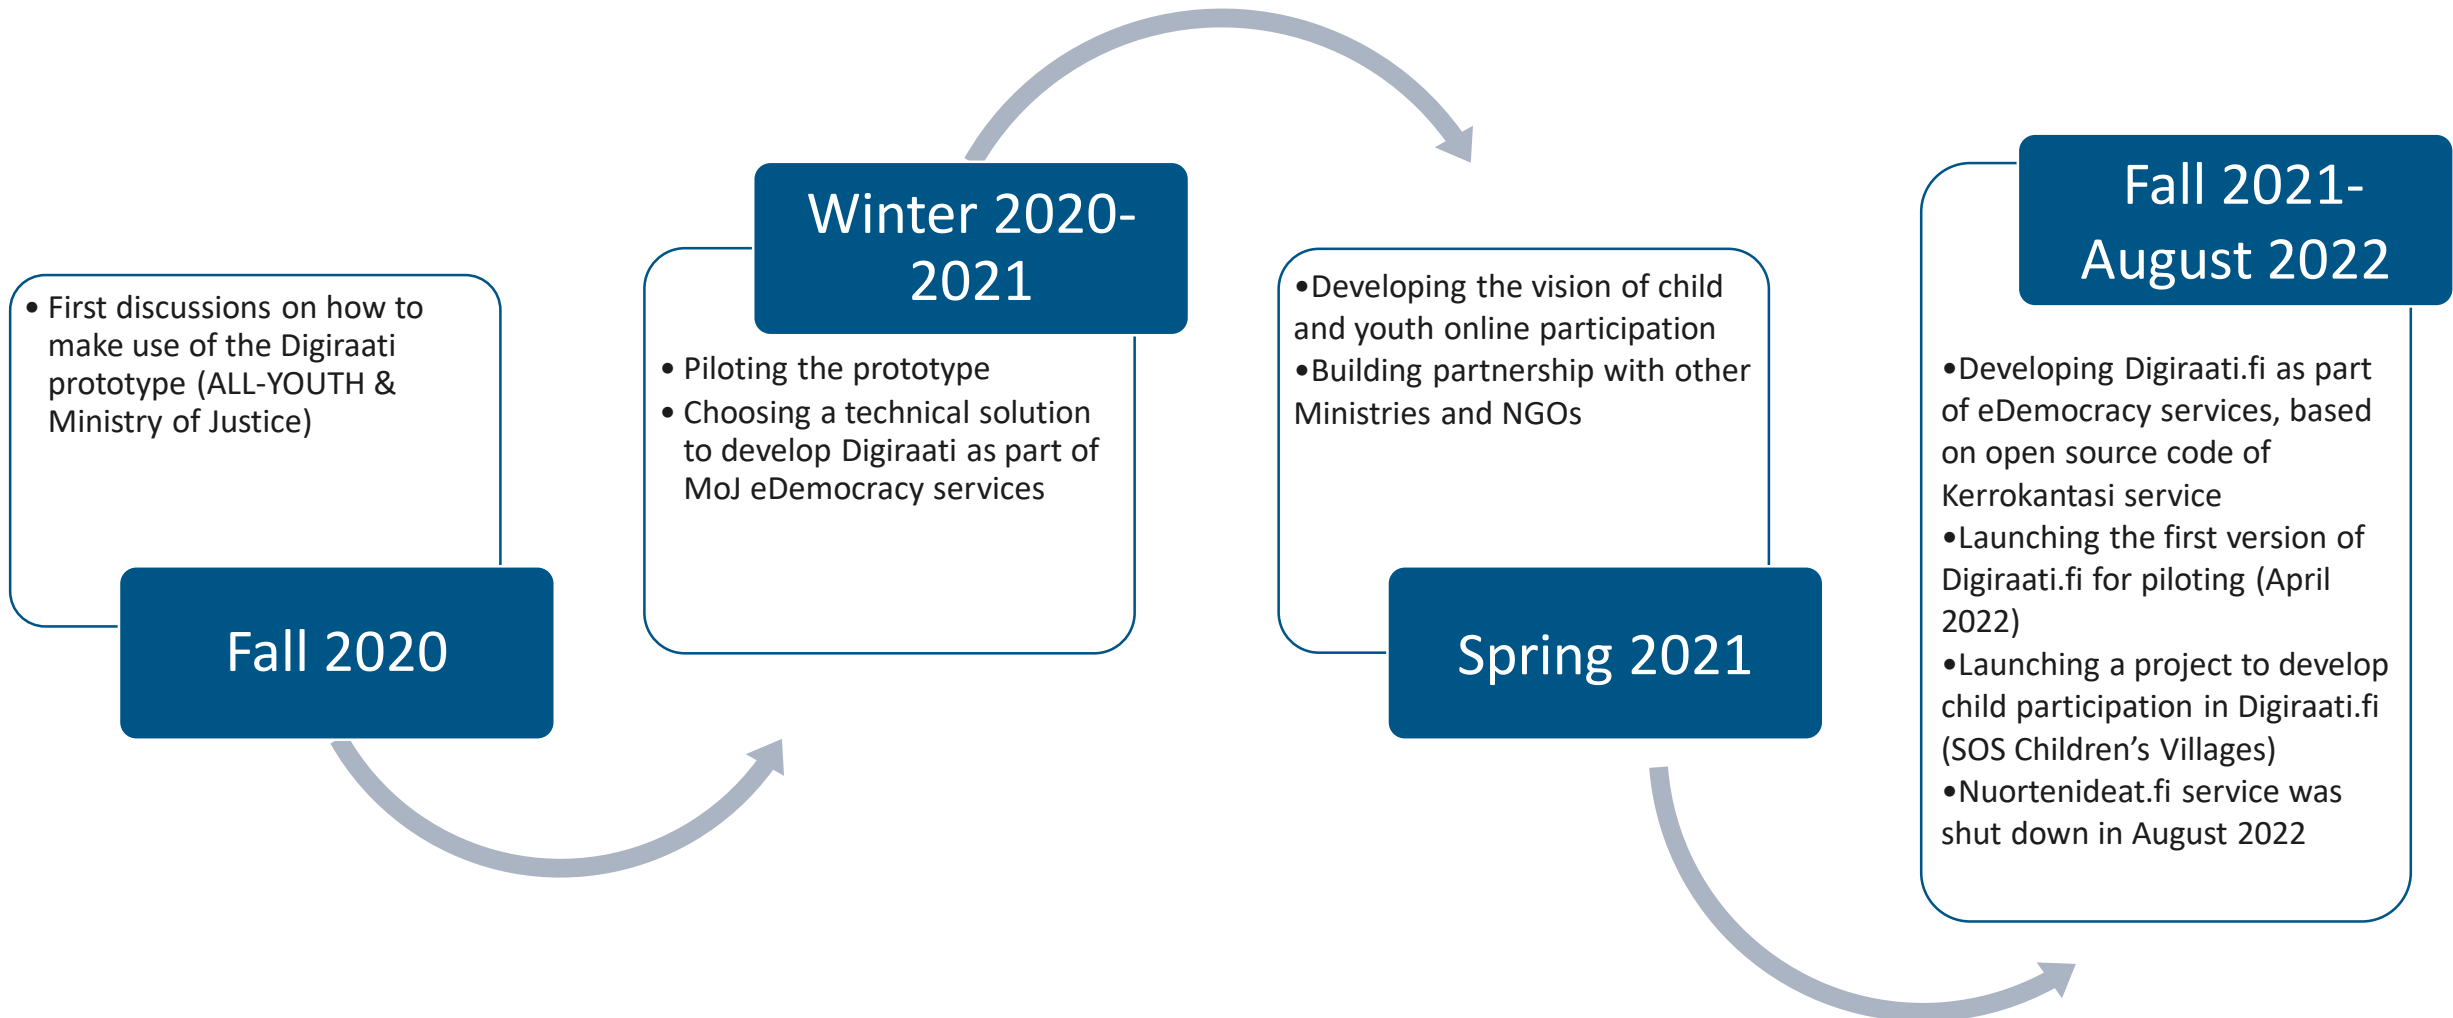 • First discussions on how to
make use of the Digiraati
prototype (ALL-YOUTH &
Ministry of Justice)
Fall 2020
Winter 2020-
2021
• Piloting the prototype
• Choosing a technical solution
to develop Digiraati as part of
MoJ eDemocracy services
•Developing the vision of child
and youth online participation
•Building partnership with other
Ministries and NGOs
Spring 2021
Fall 2021-
August 2022
•Developing Digiraati.fi as part
of eDemocracy services, based
on open source code of
Kerrokantasi service
•Launching the first version of
Digiraati.fi for piloting (April
2022)
•Launching a project to develop
child participation in Digiraati.fi
(SOS Children’s Villages)
•Nuortenideat.fi service was
shut down in August 2022